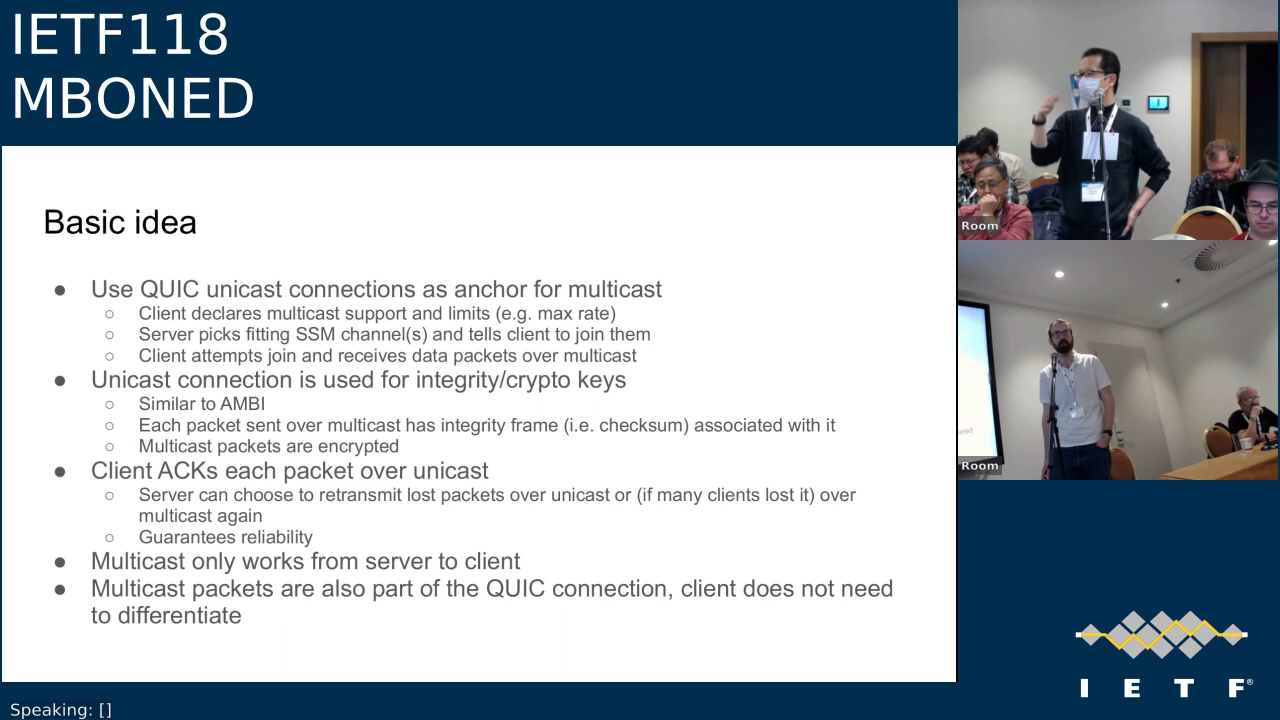 IETF118
MBONED
Basic idea
● Use QUIC unicast connections as anchor for multicast
○ Client declares multicast support and limits (e.g. max rate)
○ Server picks fitting SSM channel(s) and tells client to join them
○ Client attempts join and receives data packets over multicast
● Unicast connection is used for integrity/crypto keys
○ Similar to AMBI
○ Each packet sent over multicast has integrity frame (i.e. checksum) associated with it
○ Multicast packets are encrypted
● Client ACKs each packet over unicast
○ Server can choose to retransmit lost packets over unicast or (if many clients lost it) over
multicast again
○ Guarantees reliability
● Multicast only works from server to client
● Multicast packets are also part of the QUIC connection, client does not need
to differentiate
Room
Room
I E T F®
Speaking: []